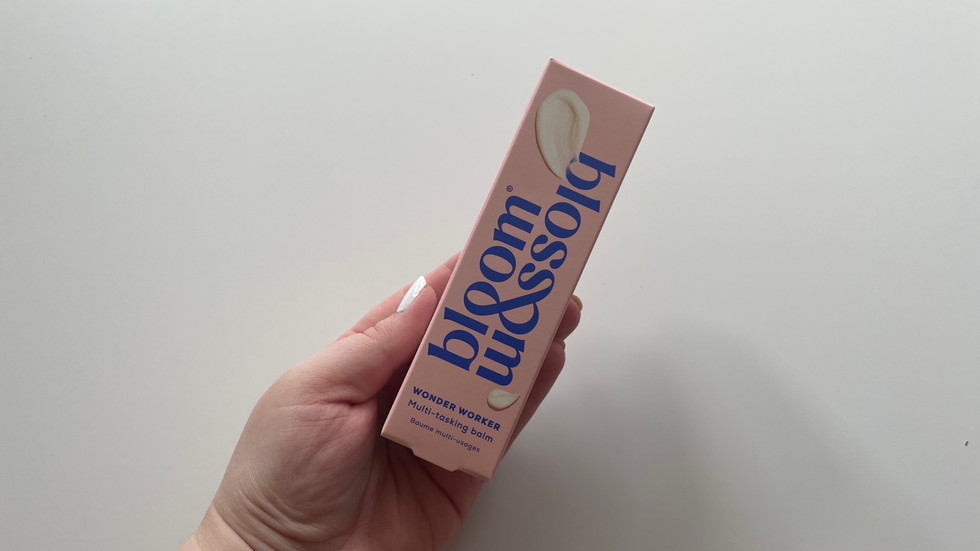 bloom®
&blossom
WONDER WORKER
Multi-tasking balm
Baume multi-usages